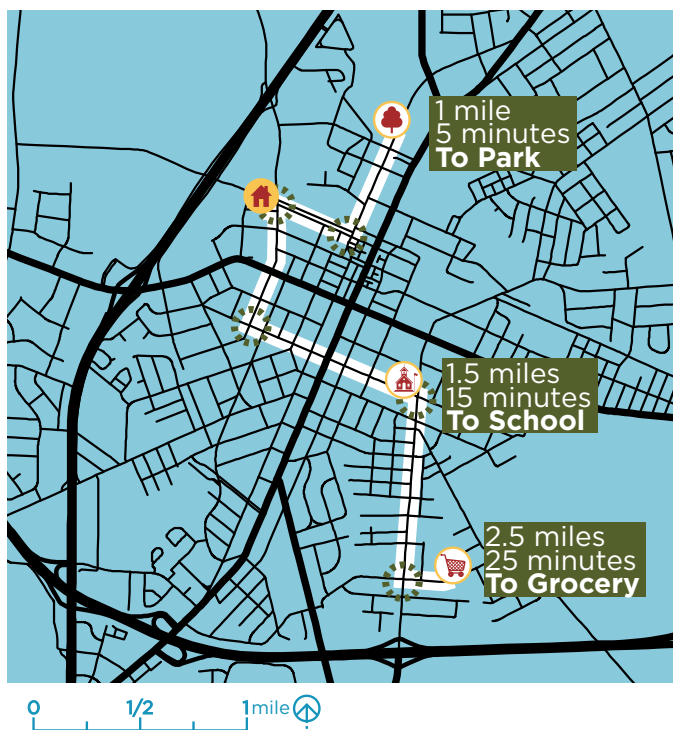 1 mile
5 minutes
To Park
1.5 miles
15 minutes
To School
2.5 miles
25 minutes
To Grocery
0 1/2 1 mile